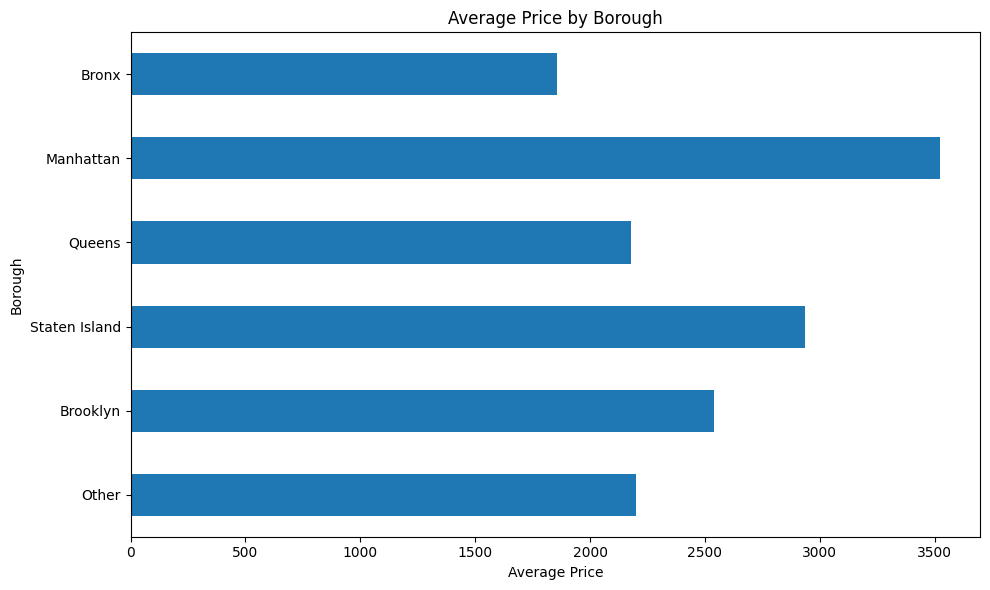 Average Price by Borough
Borough
Bronx
Manhattan
Queens
Staten Island
Brooklyn
Other
0 500 1000 1500 2000 2500 3000 3500
Average Price